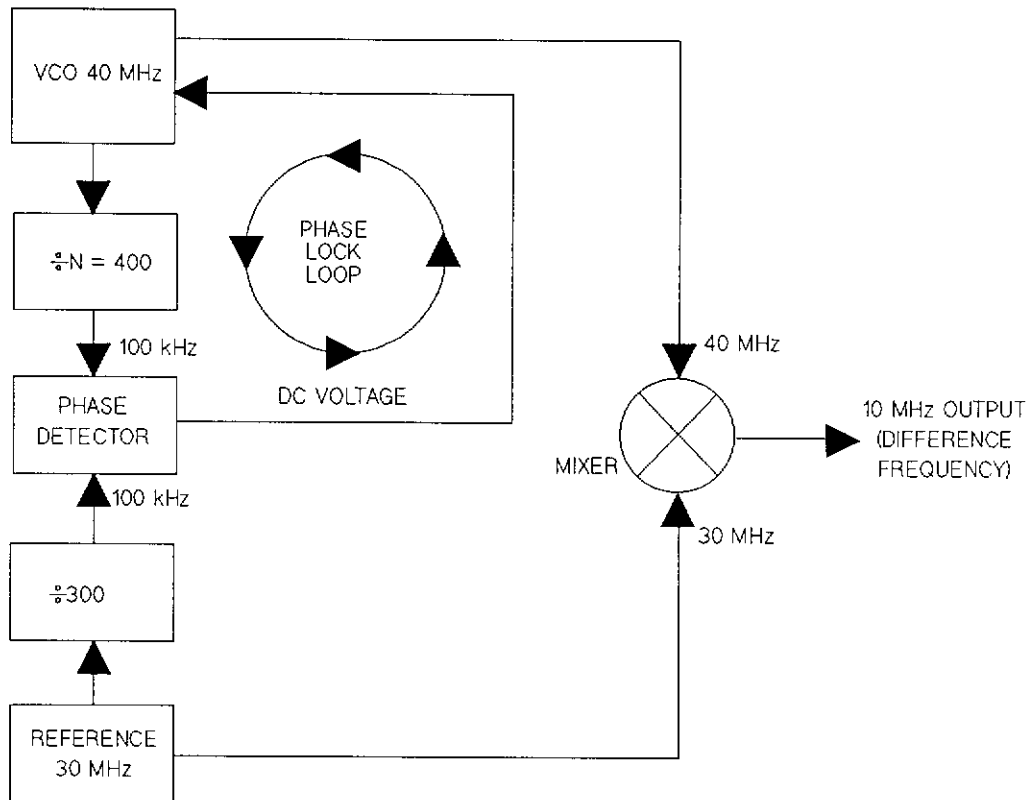 VCO 40 MHz
÷N = 400
100 kHz
PHASE
DETECTOR
100 kHz
÷300
REFERENCE
30 MHz
PHASE
LOCK
LOOP
DC VOLTAGE
40 MHz
MIXER
30 MHz
10 MHz OUTPUT
(DIFFERENCE
FREQUENCY)